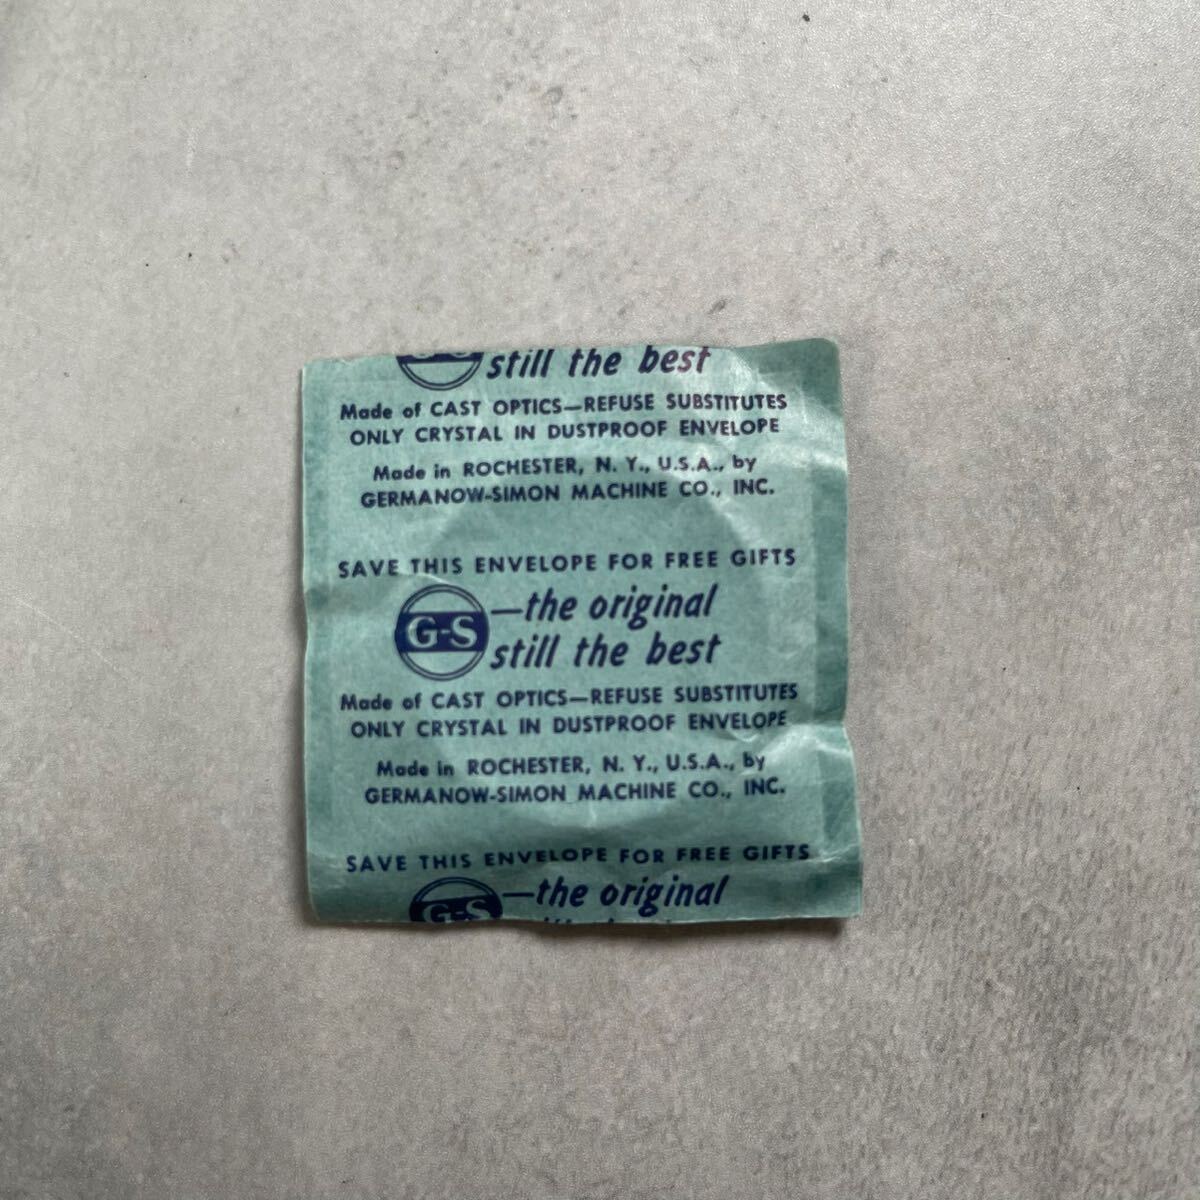 still the best
Made of CAST OPTICS—REFUSE SUBSTITUTES
ONLY CRYSTAL IN DUSTPROOF ENVELOPE
Made in ROCHESTER, N. Y., U.S.A., by
GERMANOW-SIMON MACHINE CO., INC.
SAVE THIS ENVELOPE FOR FREE GIFTS
G-S —the original
still the best
Made of CAST OPTICS—REFUSE SUBSTITUTES
ONLY CRYSTAL IN DUSTPROOF ENVELOPE
Made in ROCHESTER, N. Y., U.S.A., by
GERMANOW-SIMON MACHINE CO., INC.
SAVE THIS ENVELOPE FOR FREE GIFTS
G-S —the original